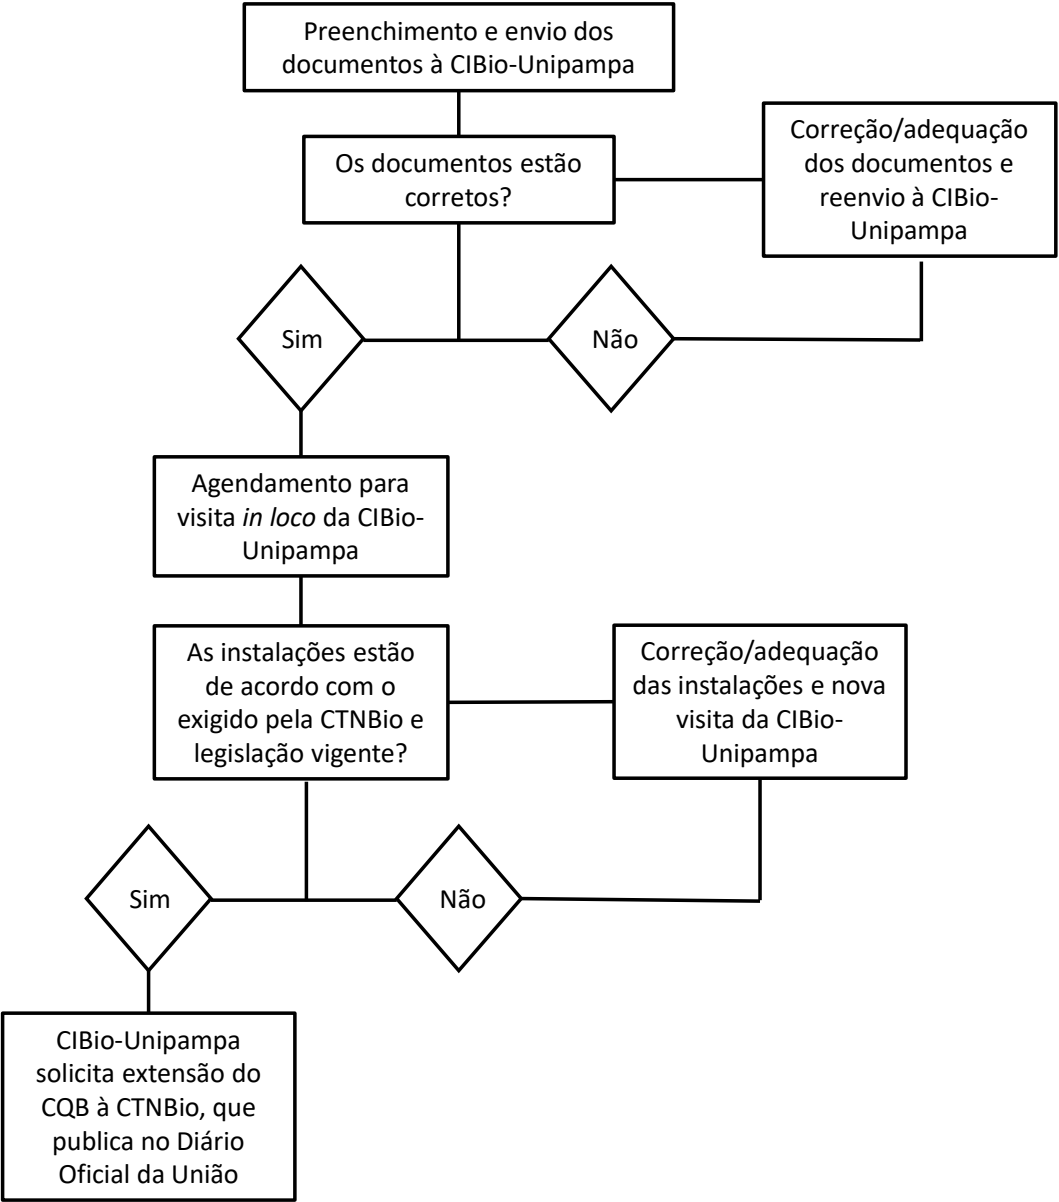 Preenchimento e envio dos
documentos à CIBio-Unipampa
Os documentos estão
corretos?
Correção/adequação
dos documentos e
reenvio à CIBio-
Unipampa
Sim
Não
Agendamento para
visita in loco da CIBio-
Unipampa
As instalações estão
de acordo com o
exigido pela CTNBio e
legislação vigente?
Correção/adequação
das instalações e nova
visita da CIBio-
Unipampa
Sim
Não
CIBio-Unipampa
solicita extensão do
CQB à CTNBio, que
publica no Diário
Oficial da União